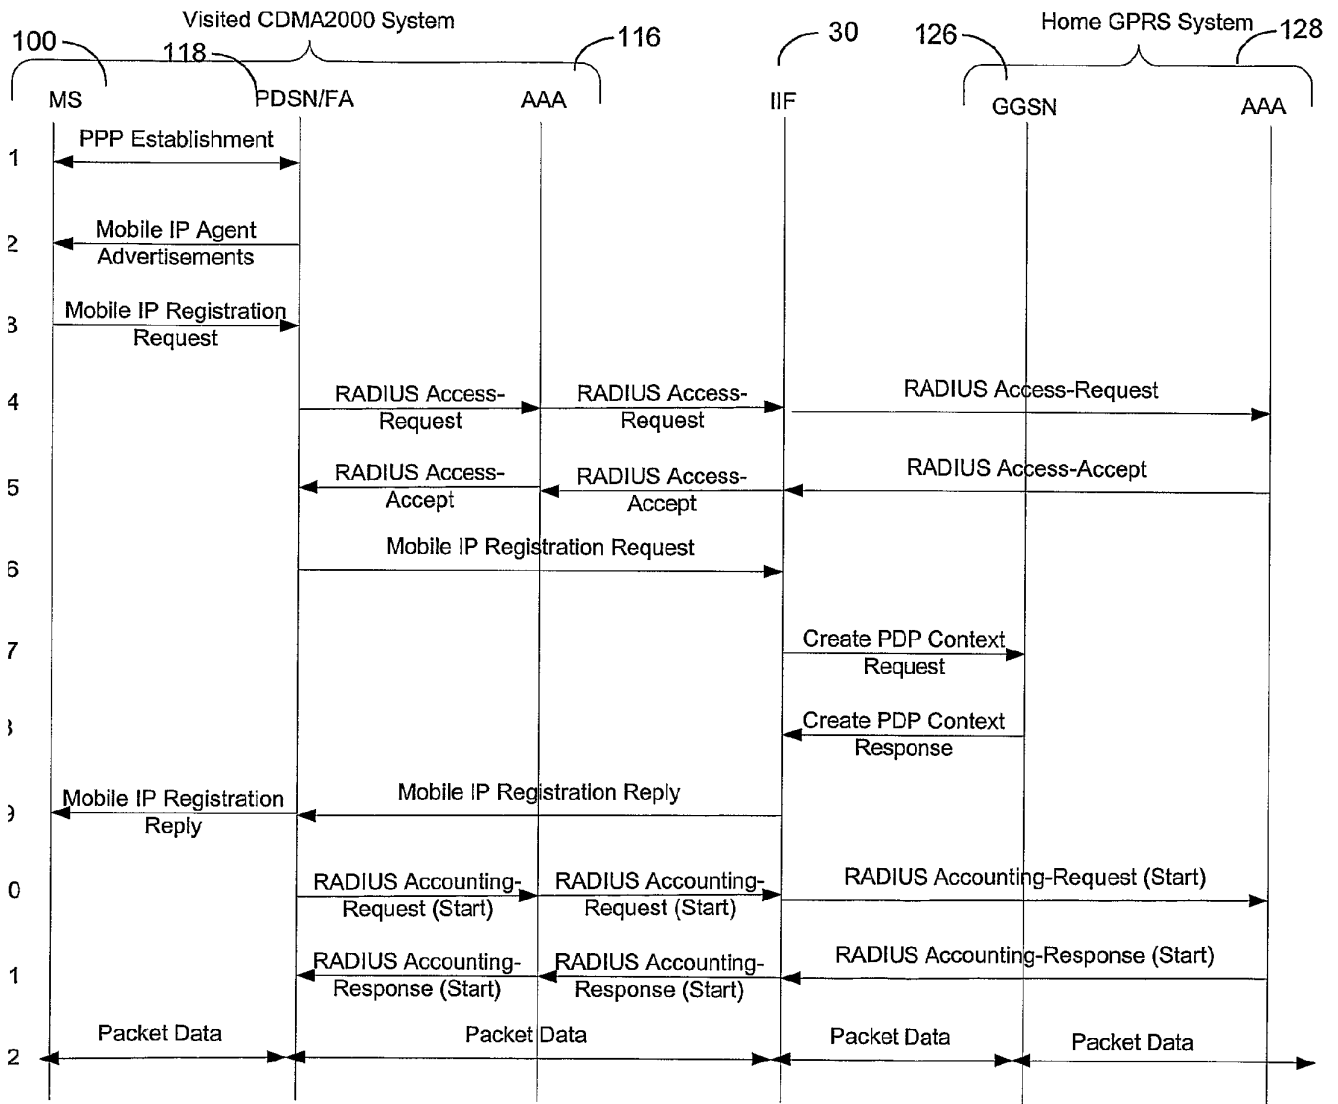 Visited CDMA2000 System
Home GPRS System
100
118
116
30
126
128
MS
PDSN/FA
AAA
IIF
GGSN
AAA
1
PPP Establishment
2
Mobile IP Agent
Advertisements
3
Mobile IP Registration
Request
4
RADIUS Access-
Request
RADIUS Access-
Request
RADIUS Access-Request
5
RADIUS Access-
Accept
RADIUS Access-
Accept
RADIUS Access-Accept
6
Mobile IP Registration Request
7
Create PDP Context
Request
Create PDP Context
Response
9
Mobile IP Registration
Reply
Mobile IP Registration Reply
0
RADIUS Accounting-
Request (Start)
RADIUS Accounting-
Request (Start)
RADIUS Accounting-Request (Start)
1
RADIUS Accounting-
Response (Start)
RADIUS Accounting-
Response (Start)
RADIUS Accounting-Response (Start)
2
Packet Data
Packet Data
Packet Data
Packet Data